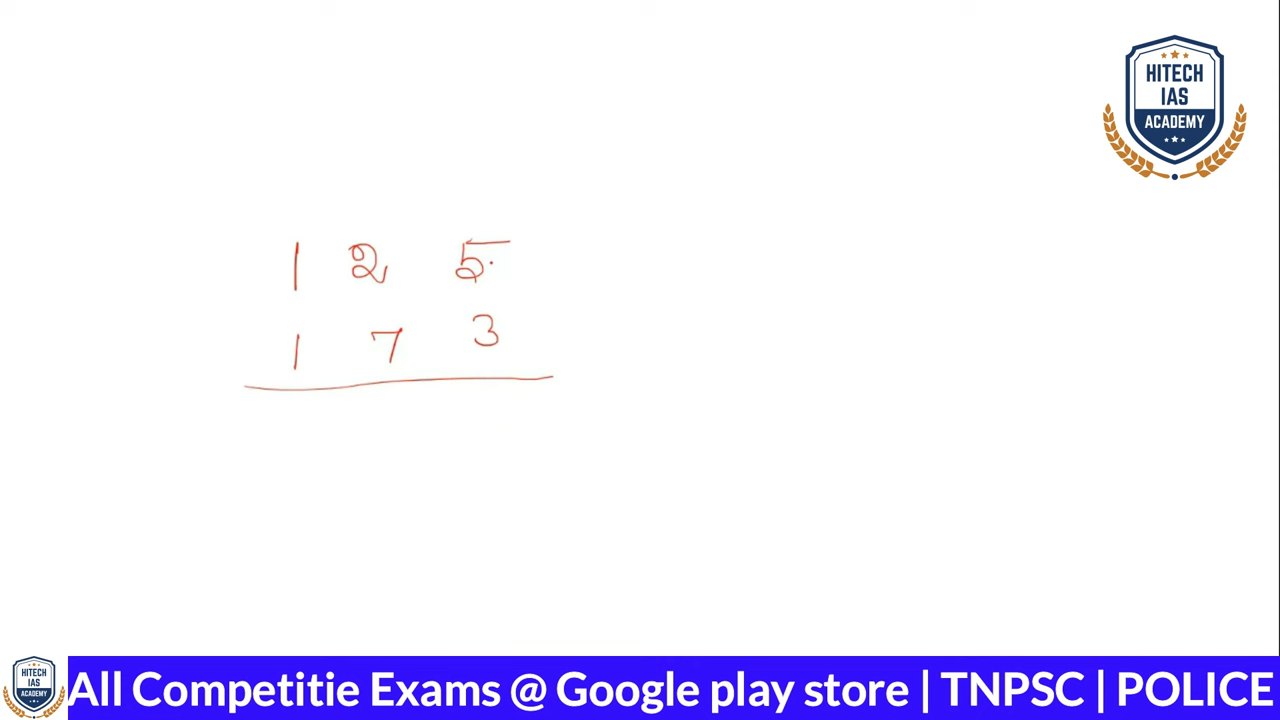 HITECH
IAS
ACADEMY
1 2 5
1 7 3
HITECH
IAS
ACADEMY
All Competitie Exams @ Google play store | TNPSC | POLICE